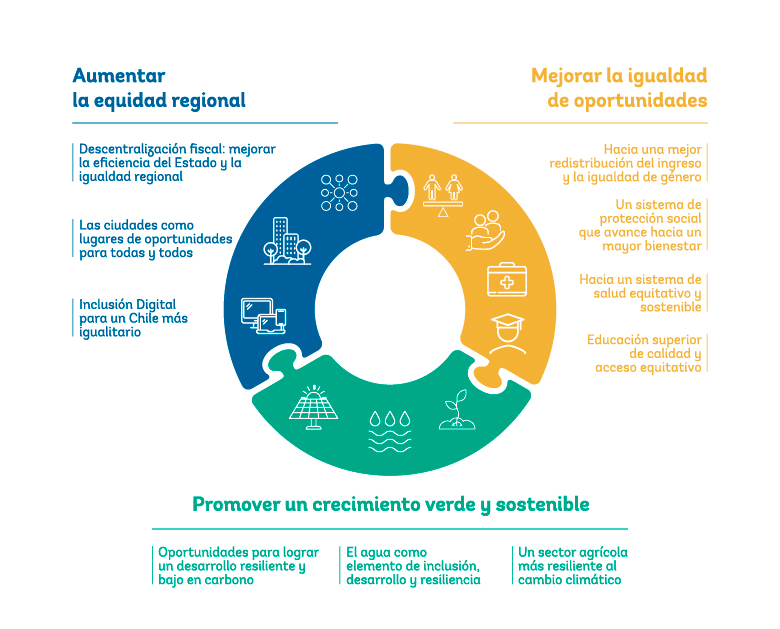 Aumentar
la equidad regional
Descentralización fiscal: mejorar
la eficiencia del Estado y la
igualdad regional
Las ciudades como
lugares de oportunidades
para todas y todos
Inclusión Digital
para un Chile más
igualitario
Mejorar la igualdad
de oportunidades
Hacia una mejor
redistribución del ingreso
y la igualdad de género
Un sistema de
protección social
que avance hacia un
mayor bienestar
Hacia un sistema de
salud equitativo y
sostenible
Educación superior
de calidad y
acceso equitativo
Promover un crecimiento verde y sostenible
Oportunidades para lograr
un desarrollo resiliente y
bajo en carbono
El agua como
elemento de inclusión,
desarrollo y resiliencia
Un sector agrícola
más resiliente al
cambio climático